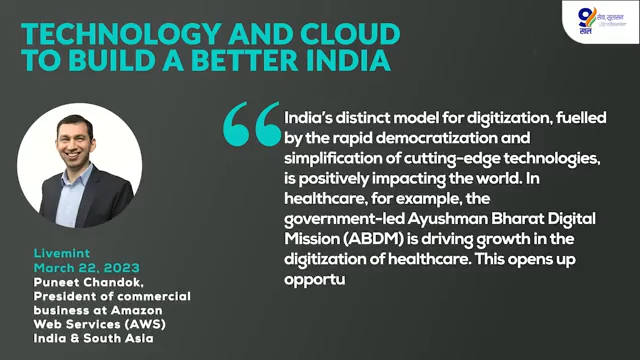 TECHNOLOGY AND CLOUD
TO BUILD A BETTER INDIA
9
साल
सेवा, सुशासन
India's distinct model for digitization, fuelled
by the rapid democratization and
simplification of cutting-edge technologies,
is positively impacting the world. In
healthcare, for example, the
government-led Ayushman Bharat Digital
Mission (ABDM) is driving growth in the
digitization of healthcare. This opens up
opportu
Livemint
March 22, 2023
Puneet Chandok,
President of commercial
business at Amazon
Web Services (AWS)
India & South Asia